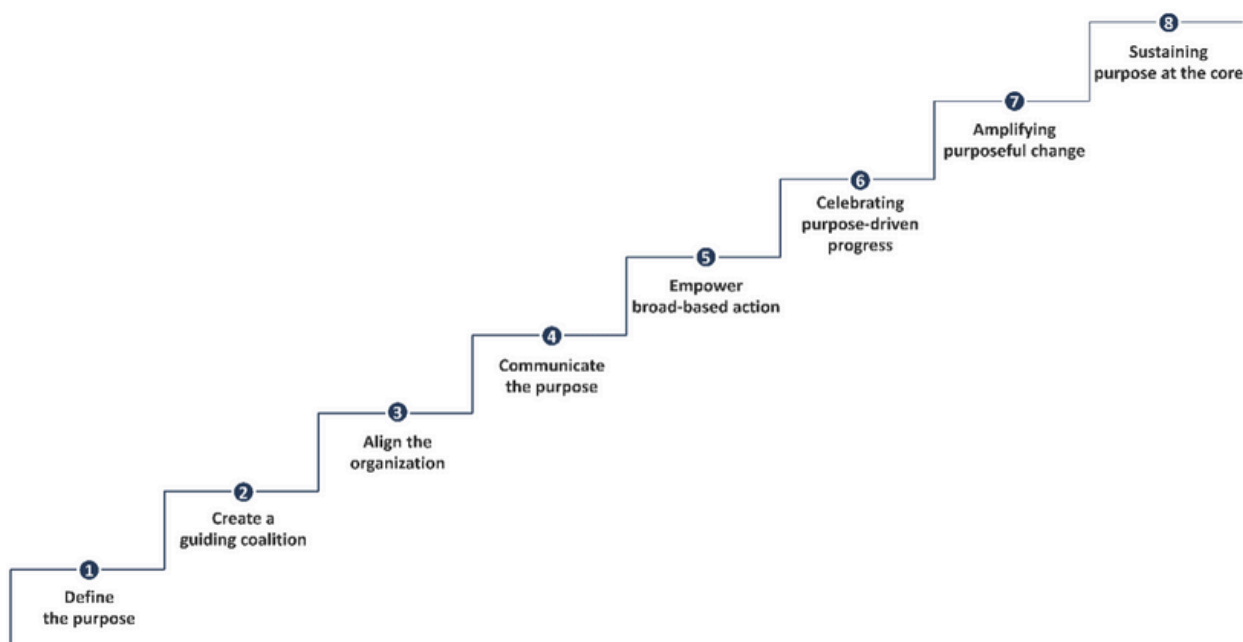 1
Define
the purpose
2
Create a
guiding coalition
3
Align the
organization
4
Communicate
the purpose
5
Empower
broad-based action
6
Celebrating
purpose-driven
progress
7
Amplifying
purposeful change
8
Sustaining
purpose at the core